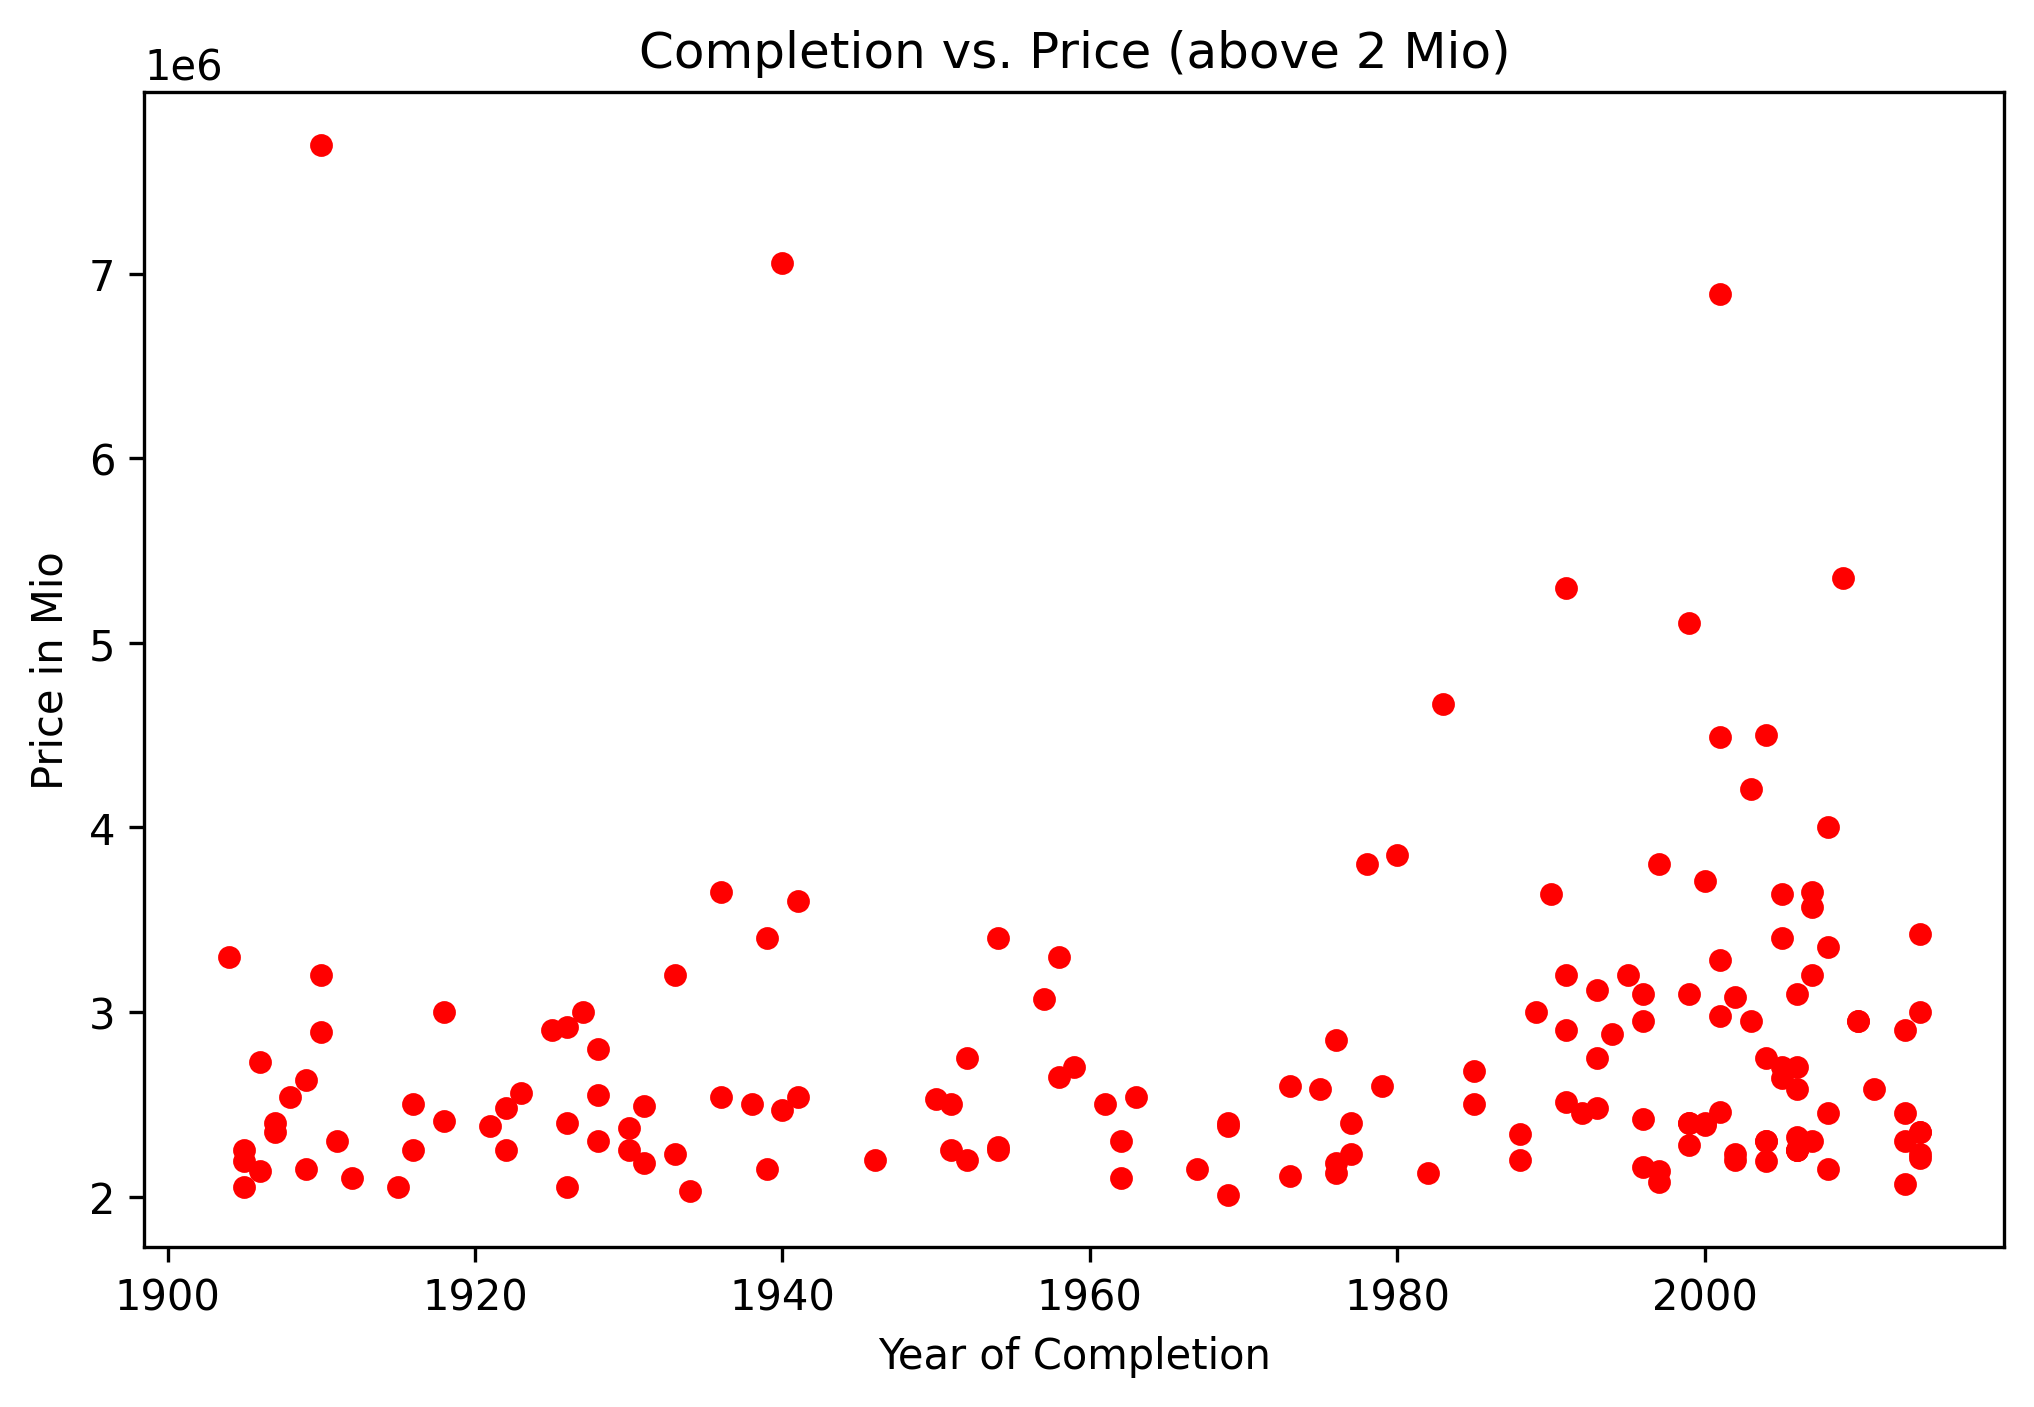 Completion vs. Price (above 2 Mio)
1e6
7
6
5
4
3
2
Price in Mio
1900 1920 1940 1960 1980 2000
Year of Completion